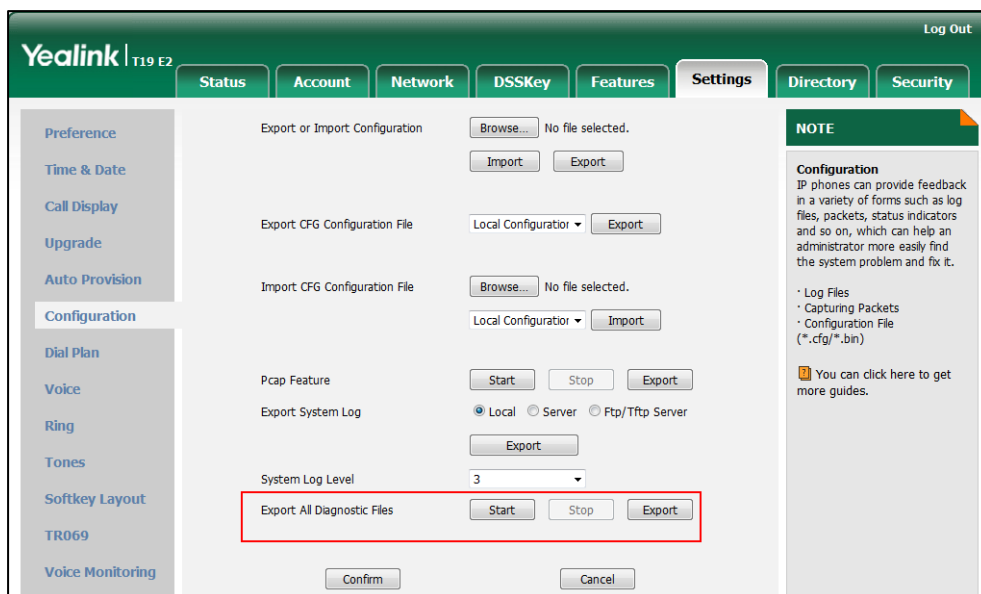 Log Out
Yealink T19 E2
Status Account Network DSSKey Features Settings Directory Security
Preference
Time & Date
Call Display
Upgrade
Auto Provision
Configuration
Dial Plan
Voice
Ring
Tones
Softkey Layout
TR069
Voice Monitoring
Export or Import Configuration Browse... No file selected.
Import Export
Export CFG Configuration File Local Configuration Export
Import CFG Configuration File Browse... No file selected.
Local Configuration Import
Pcap Feature Start Stop Export
Export System Log Local Server Ftp/Tftp Server
Export
System Log Level 3
Export All Diagnostic Files Start Stop Export
Confirm Cancel
NOTE
Configuration
IP phones can provide feedback
in a variety of forms such as log
files, packets, status indicators
and so on, which can help an
administrator more easily find
the system problem and fix it.
· Log Files
· Capturing Packets
· Configuration File
(*.cfg/*.bin)
You can click here to get
more guides.